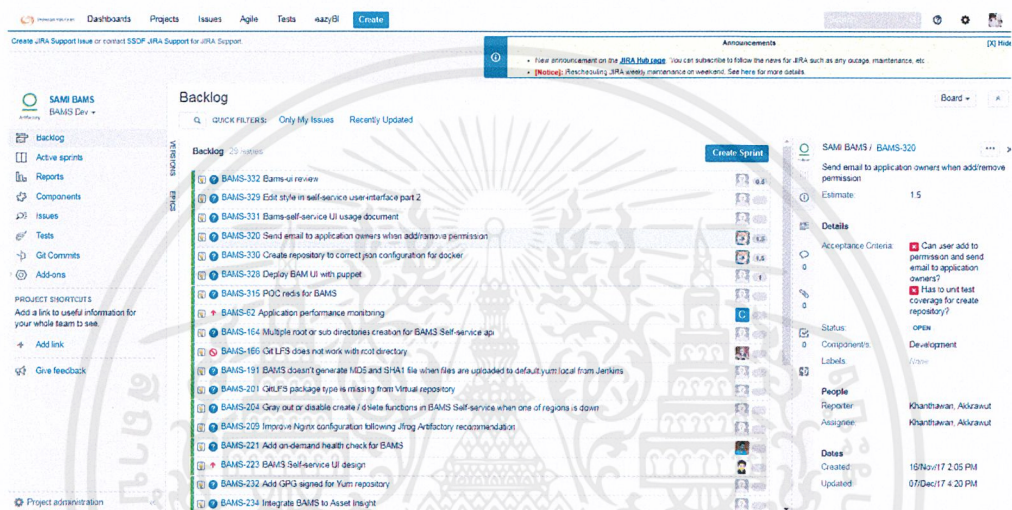 Dashboards Projects Issues Agile Tests eazyBI Create
Create JIRA Support Issue or contact SSOF JIRA Support for JIRA Support.
Announcements
[X] Hide
New announcement on the JIRA Hub page. You can subscribe to follow the news for JIRA such as any outage, maintenance, etc
[Notice]: Rescheduling JIRA weekly maintenance on weekend. See here for more details.
SAMI BAMS
BAMS Dev
Artifactory
Backlog
Active sprints
Reports
Components
Issues
Tests
Git Commits
Add-ons
PROJECT SHORTCUTS
Add a link to useful information for
your whole team to see.
Add link
Give feedback
Project administration
Backlog
Board
QUICK FILTERS: Only My Issues Recently Updated
VERSIONS
EPICS
Backlog 29 issues
Create Sprint
BAMS-332 Bams-ui review 0.5
BAMS-329 Edit style in self-service user-interface part 2
BAMS-331 Bams-self-service UI usage document
BAMS-320 Send email to application owners when add/remove permission 1.5
BAMS-330 Create repository to correct json configuration for docker 1.5
BAMS-328 Deploy BAM UI with puppet 1
BAMS-315 POC redis for BAMS
BAMS-62 Application performance monitoring C
BAMS-164 Multiple root or sub directories creation for BAMS Self-service api
BAMS-166 Git LFS does not work with root directory
BAMS-191 BAMS doesn't generate MD5 and SHA1 file when files are uploaded to default.yum.local from Jenkins
BAMS-201 GitLFS package type is missing from Virtual repository
BAMS-204 Gray out or disable create / delete functions in BAMS Self-service when one of regions is down
BAMS-209 Improve Nginx configuration following Jfrog Artifactory recommendation
BAMS-221 Add on-demand health check for BAMS
BAMS-223 BAMS Self-service UI design
BAMS-232 Add GPG signed for Yum repository
BAMS-234 Integrate BAMS to Asset Insight
SAMI BAMS / BAMS-320
Send email to application owners when add/remove
permission
Estimate: 1.5
Details
Acceptance Criteria: Can user add to
permission and send
email to application
owners?
Has to unit test
coverage for create
repository?
Status: OPEN
Component/s: Development
Labels: None
People
Reporter: Khanthawan, Akkrawut
Assignee: Khanthawan, Akkrawut
Dates
Created: 16/Nov/17 2:05 PM
Updated: 07/Dec/17 4:20 PM